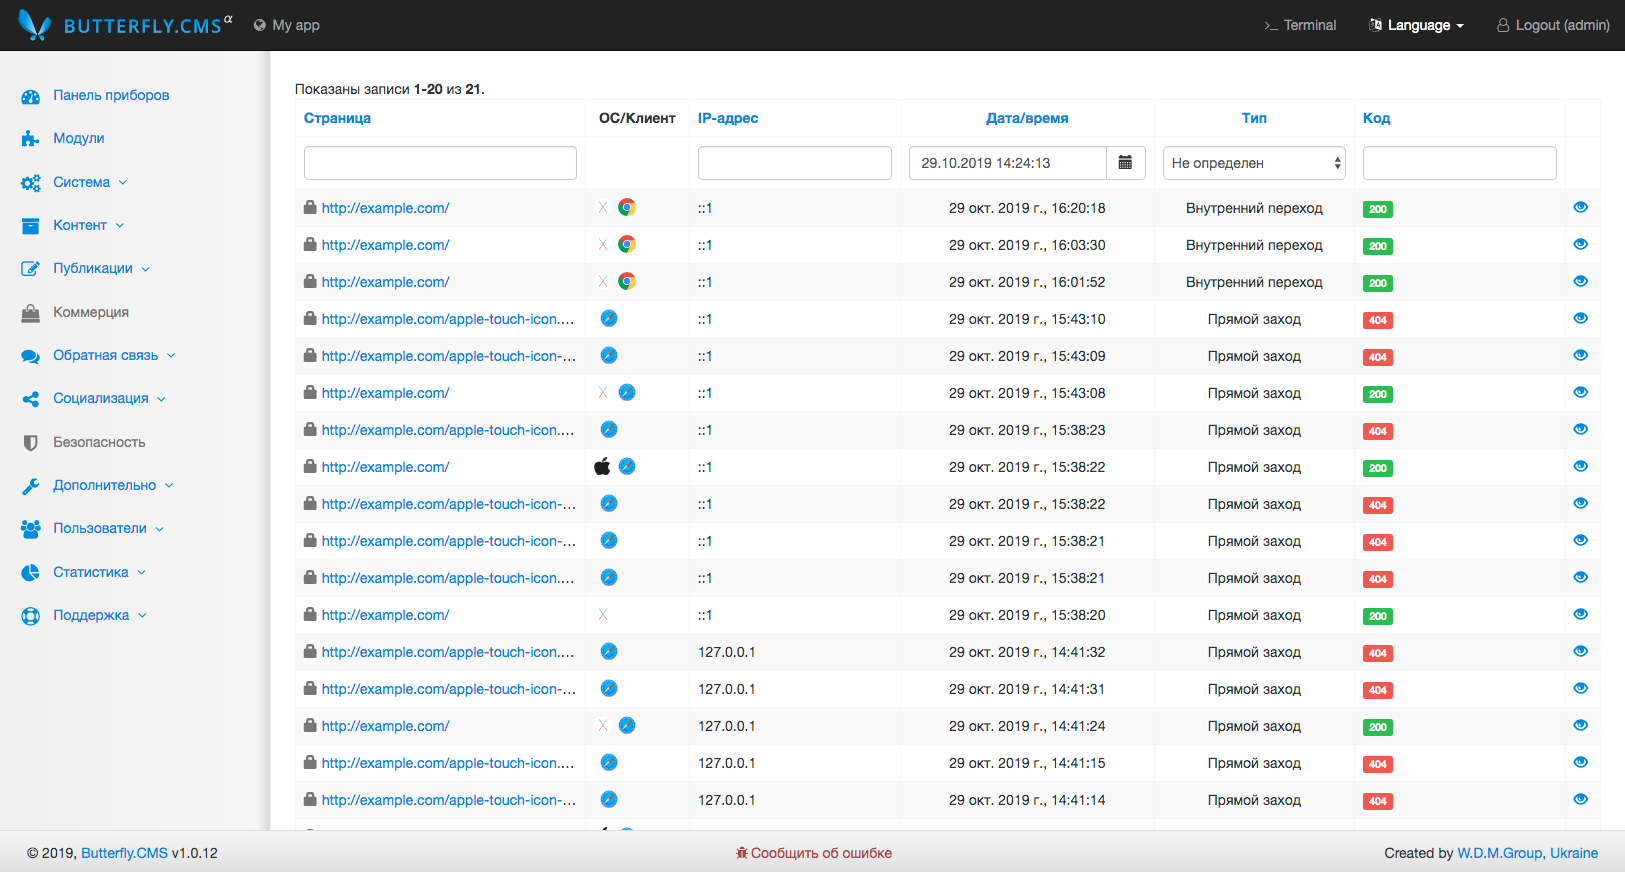 BUTTERFLY.CMS α My app >_ Terminal Language Logout (admin)
Панель приборов
Модули
Система
Контент
Публикации
Коммерция
Обратная связь
Социализация
Безопасность
Дополнительно
Пользователи
Статистика
Поддержка
Показаны записи 1-20 из 21.
Страница ОС/Клиент IP-адрес Дата/время Тип Код
29.10.2019 14:24:13 Не определен
http://example.com/ ::1 29 окт. 2019 г., 16:20:18 Внутренний переход 200
http://example.com/ ::1 29 окт. 2019 г., 16:03:30 Внутренний переход 200
http://example.com/ ::1 29 окт. 2019 г., 16:01:52 Внутренний переход 200
http://example.com/apple-touch-icon.... ::1 29 окт. 2019 г., 15:43:10 Прямой заход 404
http://example.com/apple-touch-icon-... ::1 29 окт. 2019 г., 15:43:09 Прямой заход 404
http://example.com/ ::1 29 окт. 2019 г., 15:43:08 Прямой заход 200
http://example.com/apple-touch-icon.... ::1 29 окт. 2019 г., 15:38:23 Прямой заход 404
http://example.com/ ::1 29 окт. 2019 г., 15:38:22 Прямой заход 200
http://example.com/apple-touch-icon-... ::1 29 окт. 2019 г., 15:38:22 Прямой заход 404
http://example.com/apple-touch-icon-... ::1 29 окт. 2019 г., 15:38:21 Прямой заход 404
http://example.com/apple-touch-icon.... ::1 29 окт. 2019 г., 15:38:21 Прямой заход 404
http://example.com/ ::1 29 окт. 2019 г., 15:38:20 Прямой заход 200
http://example.com/apple-touch-icon.... 127.0.0.1 29 окт. 2019 г., 14:41:32 Прямой заход 404
http://example.com/apple-touch-icon-... 127.0.0.1 29 окт. 2019 г., 14:41:31 Прямой заход 404
http://example.com/ 127.0.0.1 29 окт. 2019 г., 14:41:24 Прямой заход 200
http://example.com/apple-touch-icon.... 127.0.0.1 29 окт. 2019 г., 14:41:15 Прямой заход 404
http://example.com/apple-touch-icon-... 127.0.0.1 29 окт. 2019 г., 14:41:14 Прямой заход 404
© 2019, Butterfly.CMS v1.0.12 Сообщить об ошибке Created by W.D.M.Group, Ukraine